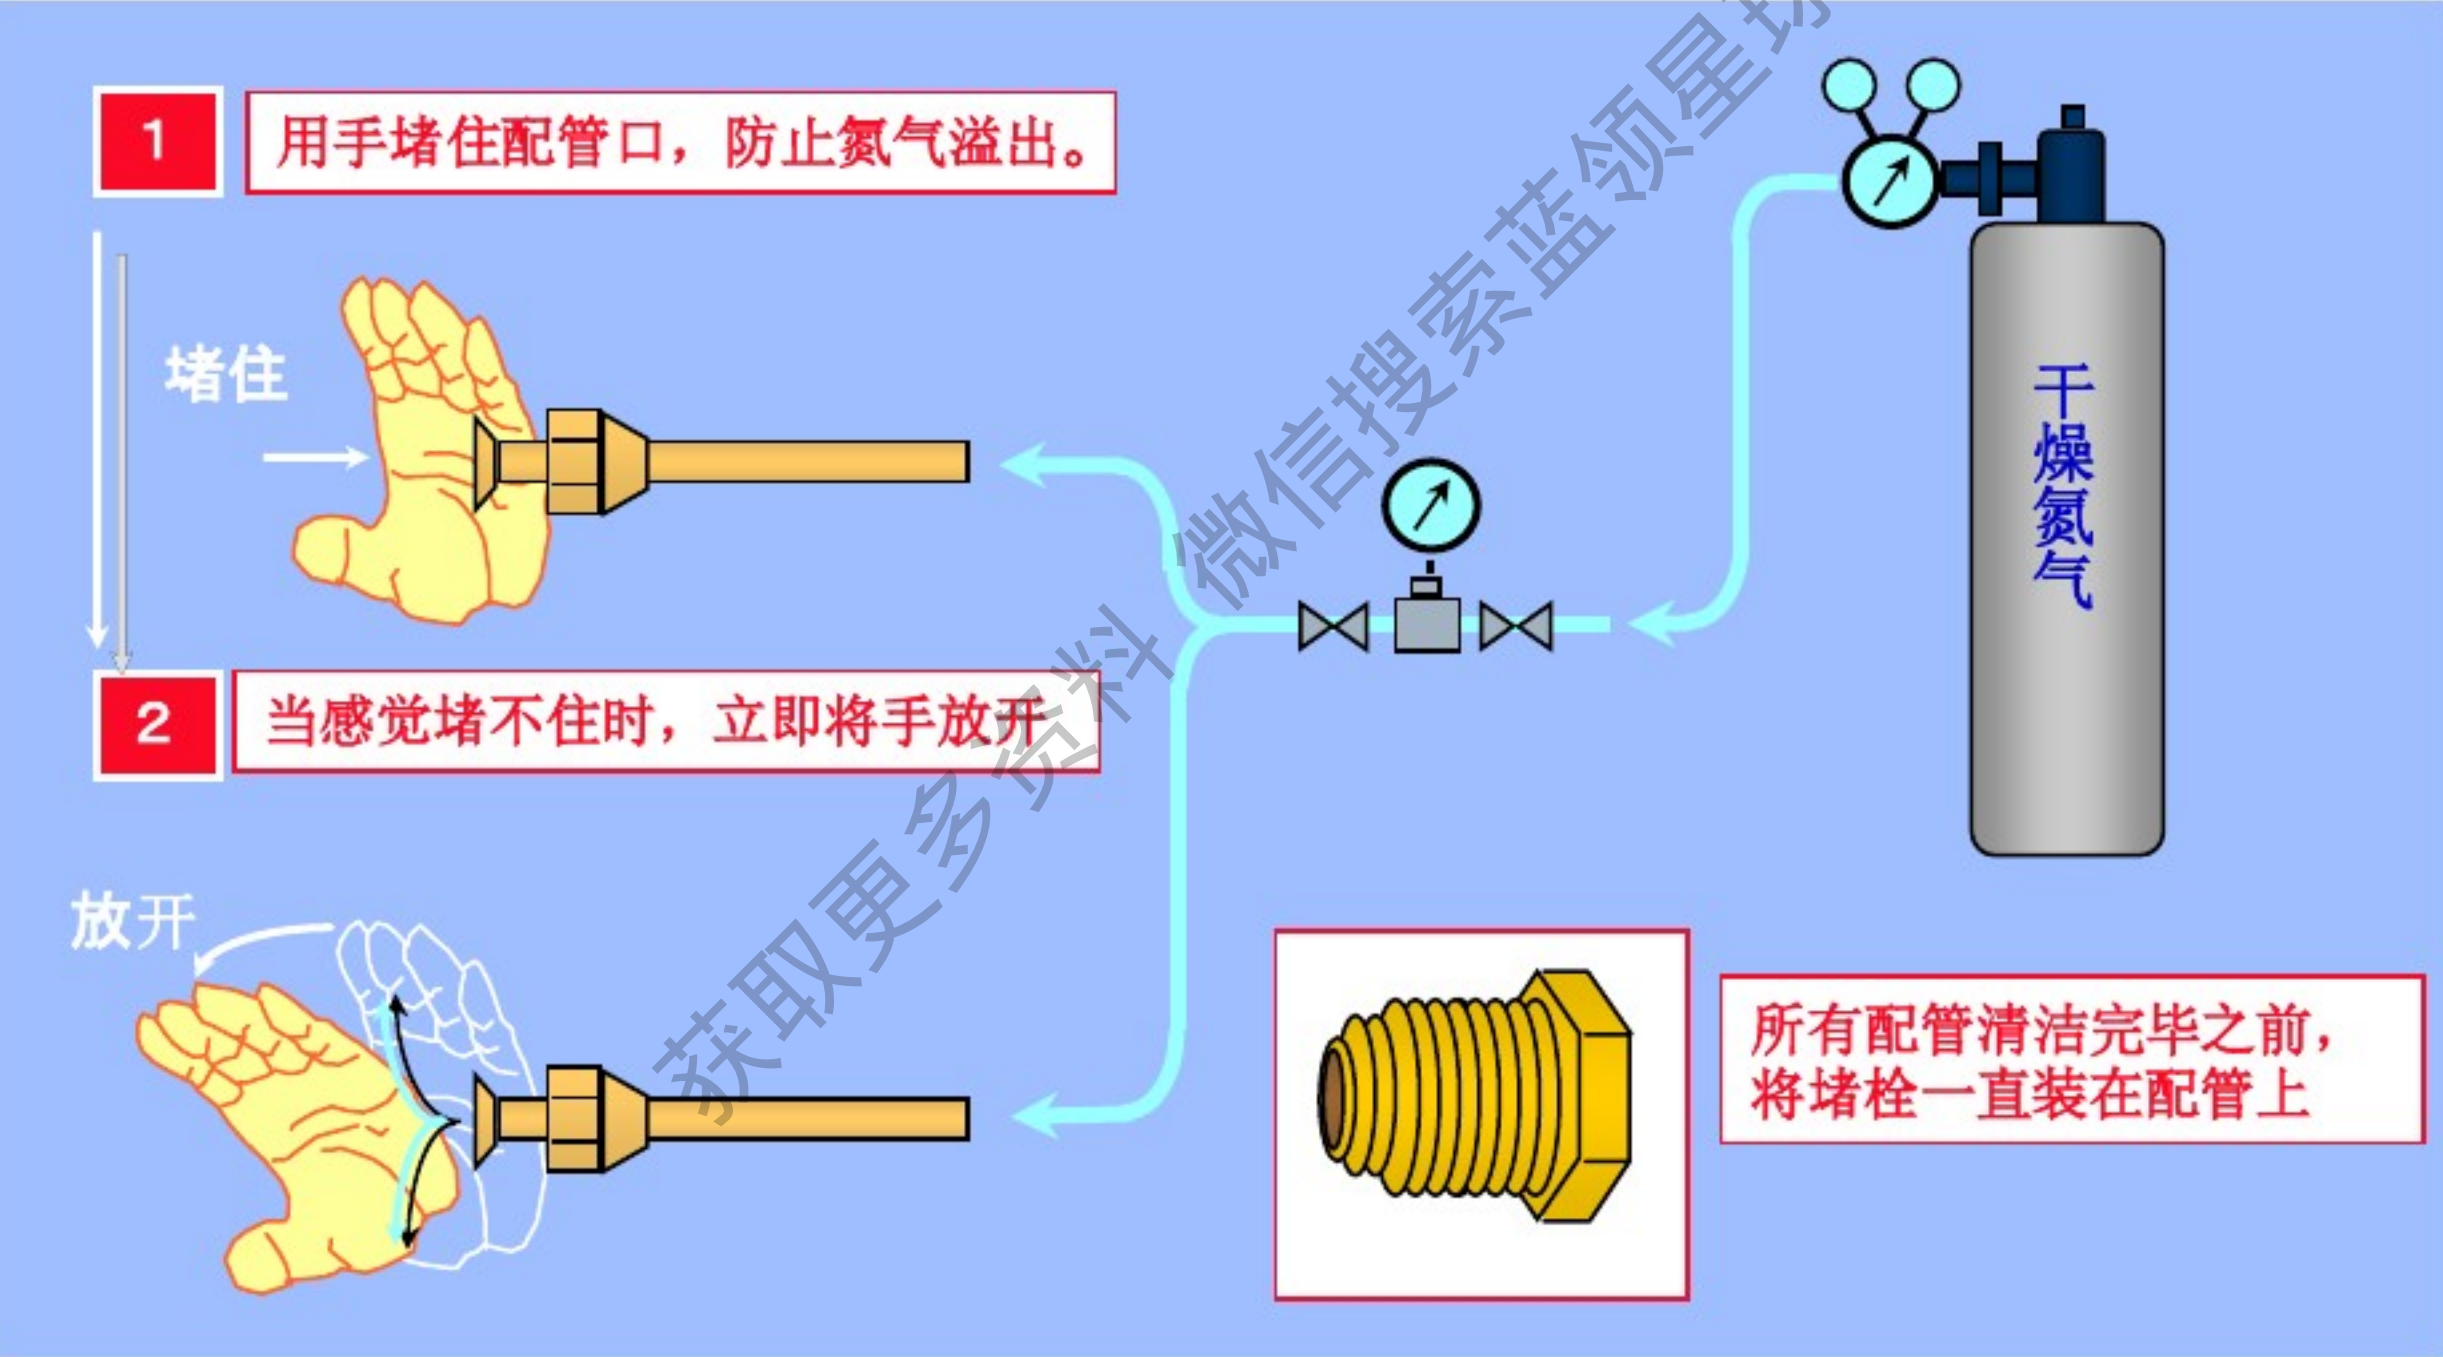 1
用手堵住配管口，防止氮气溢出。
堵住
2
当感觉堵不住时，立即将手放开
放开
干燥氮气
所有配管清洁完毕之前，
将堵栓一直装在配管上
获取更多资料 微信搜索蓝领星球